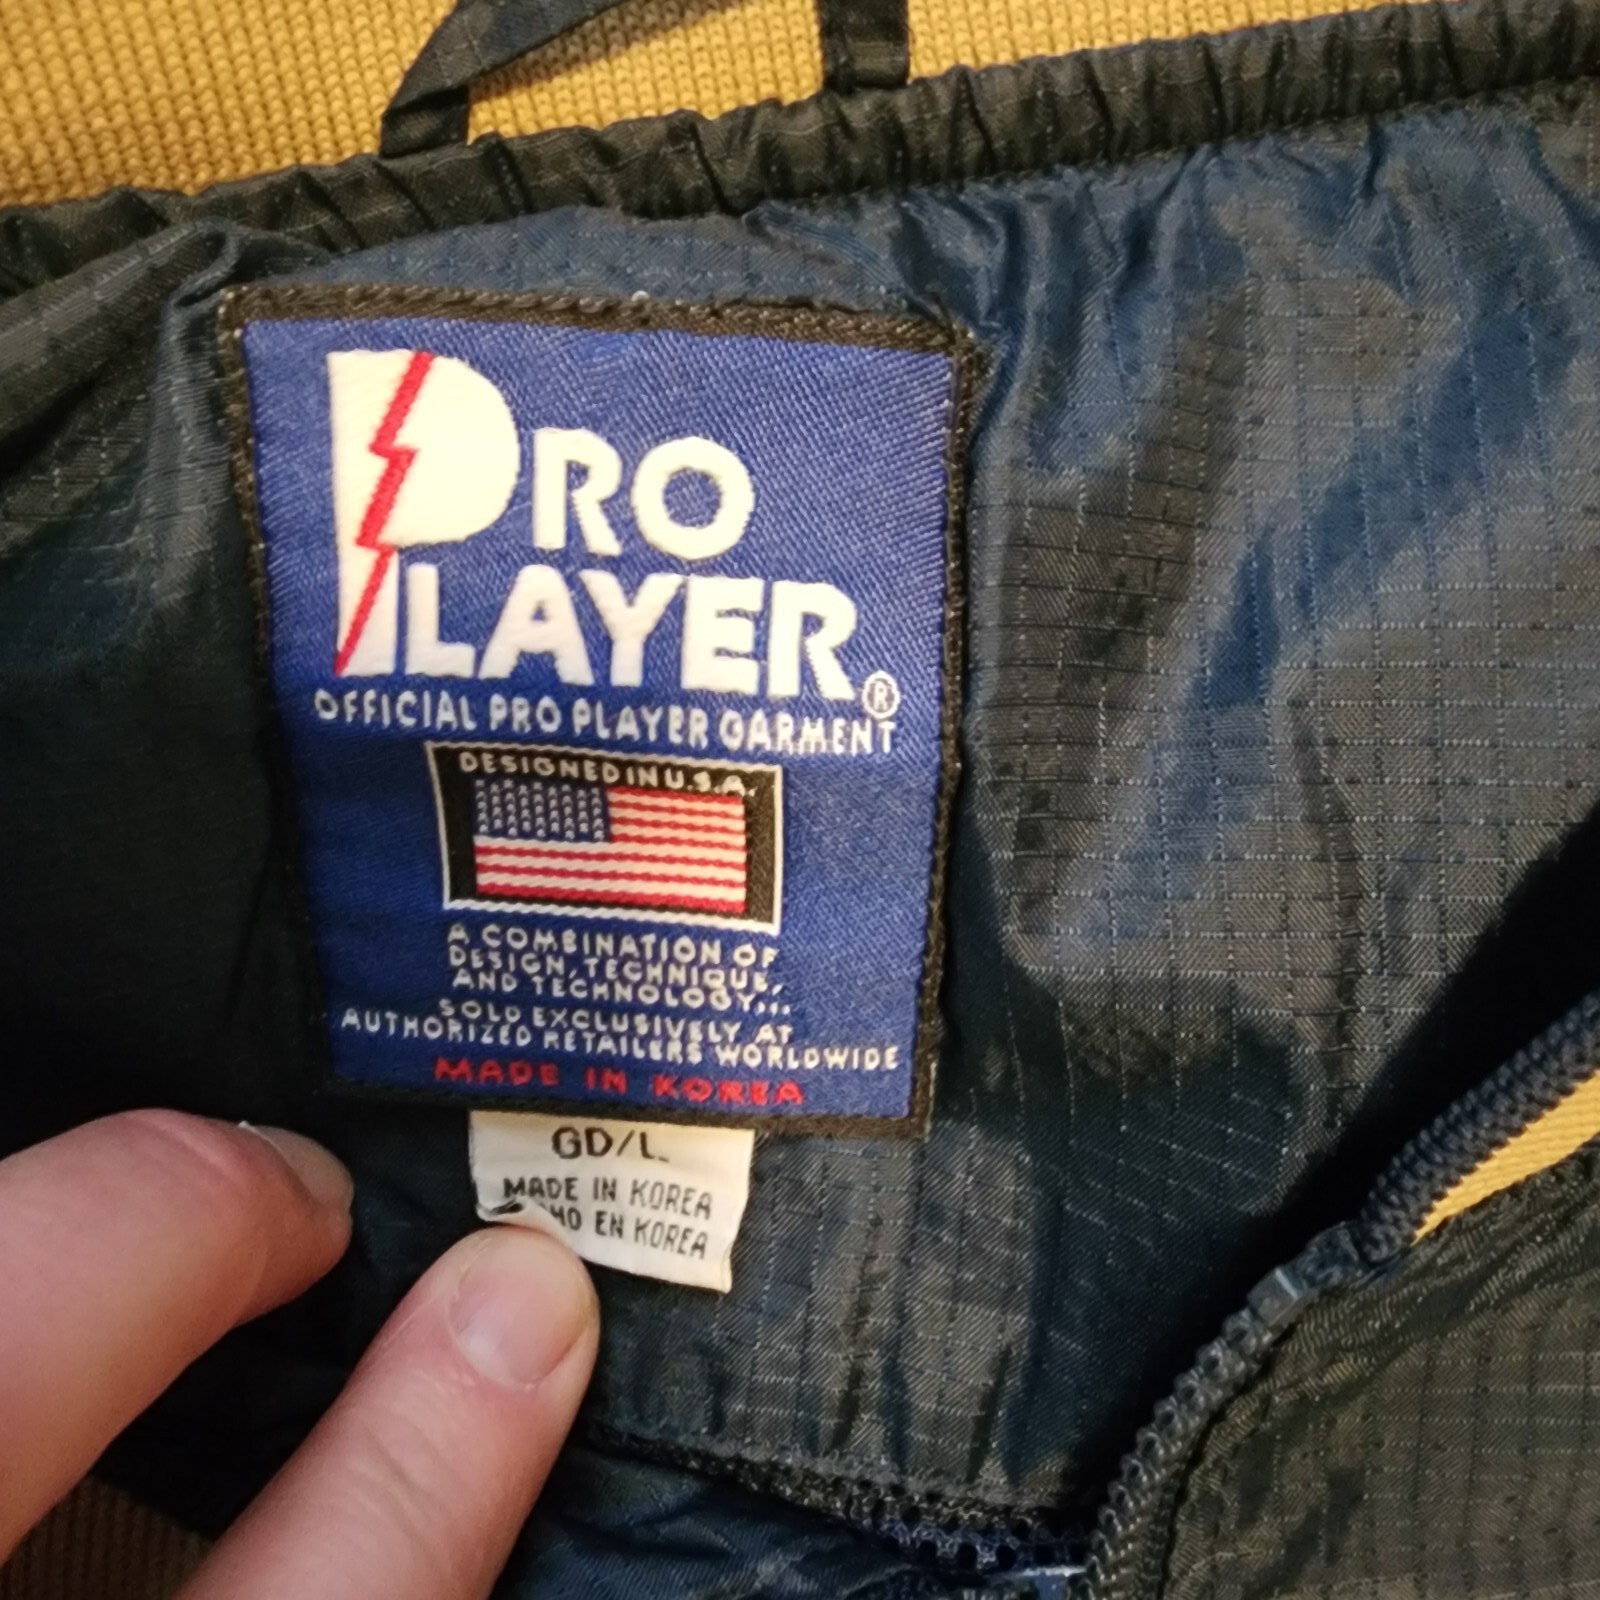 PRO
PLAYER®
OFFICIAL PRO PLAYER GARMENT
DESIGNED IN U.S.A.
A COMBINATION OF
DESIGN, TECHNIQUE,
AND TECHNOLOGY...
SOLD EXCLUSIVELY AT
AUTHORIZED RETAILERS WORLDWIDE
MADE IN KOREA
GD/L
MADE IN KOREA
EN KOREA